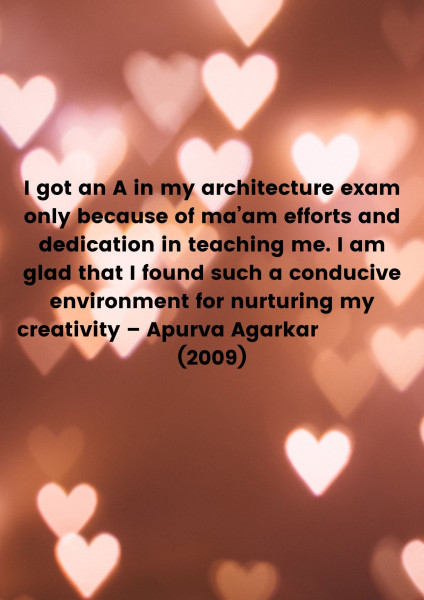 I got an A in my architecture exam
only because of ma'am efforts and
dedication in teaching me. I am
glad that I found such a conducive
environment for nurturing my
creativity – Apurva Agarkar
(2009)